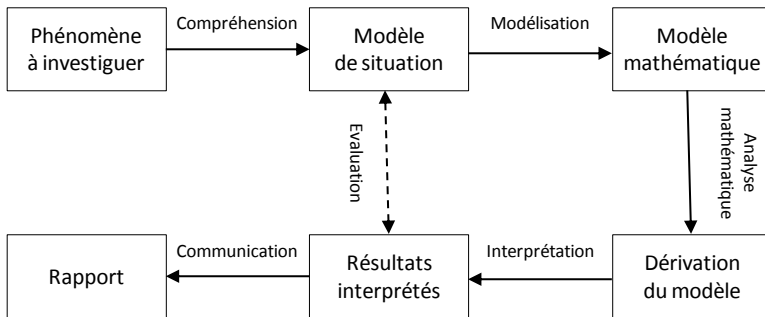 Phénomène
à investiguer
Compréhension
Modèle
de situation
Modélisation
Modèle
mathématique
Evaluation
Analyse
mathématique
Rapport
Communication
Résultats
interprétés
Interprétation
Dérivation
du modèle